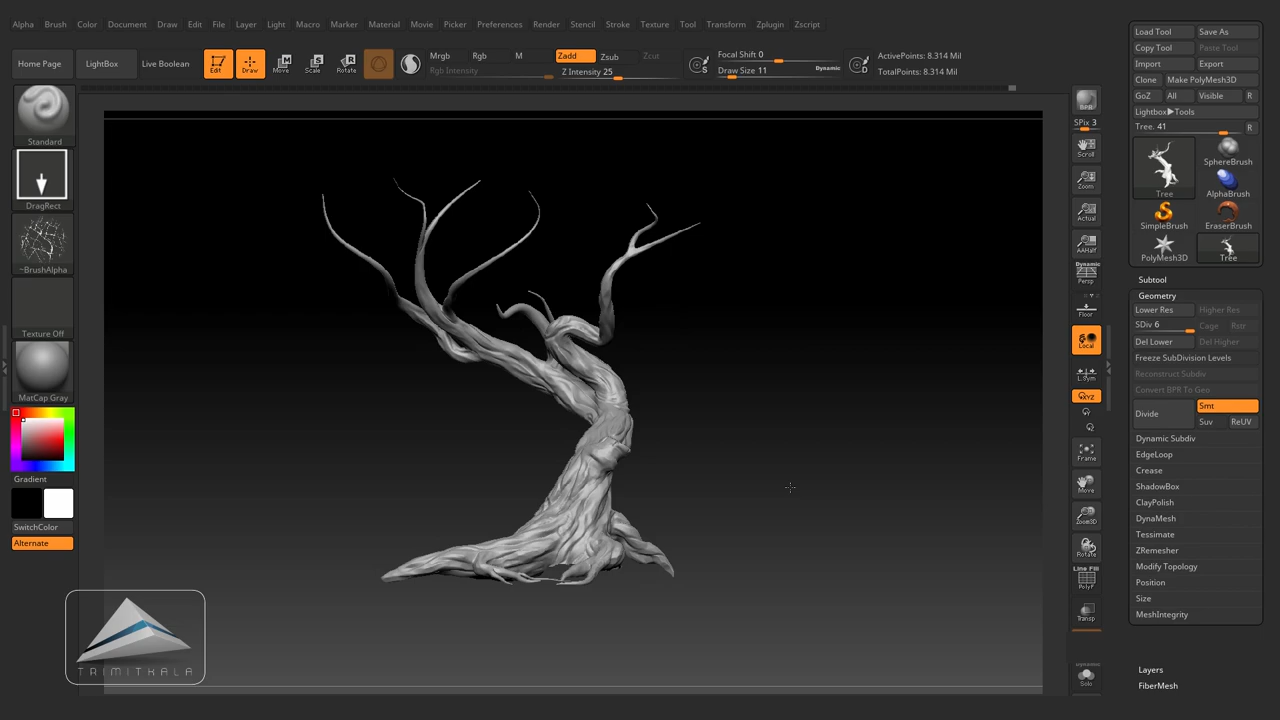 Alpha Brush Color Document Draw Edit File Layer Light Macro Marker Material Movie Picker Preferences Render Stencil Stroke Texture Tool Transform Zplugin Zscript
Home Page LightBox Live Boolean Edit Draw Move Scale Rotate
Mrgb Rgb M Zadd Zsub Zcut
Rgb Intensity Z Intensity 25
Focal Shift 0
Draw Size 11 Dynamic
S
D
ActivePoints: 8.314 Mil
TotalPoints: 8.314 Mil
Standard
DragRect
~BrushAlpha
Texture Off
MatCap Gray
Gradient
SwitchColor
Alternate
TRIMITKALA
BPR
SPix 3
Scroll
Zoom
Actual
AAHalf
Dynamic
Persp
Floor
Local
L.Sym
XYZ
Frame
Move
Zoom3D
Rotate
Line Fill
PolyF
Transp
Dynamic
Solo
Load Tool Save As
Copy Tool Paste Tool
Import Export
Clone Make PolyMesh3D
GoZ All Visible R
Lightbox▶Tools
Tree. 41 R
Tree SphereBrush
AlphaBrush
SimpleBrush EraserBrush
PolyMesh3D Tree
Subtool
Geometry
Lower Res Higher Res
SDiv 6 Cage Rstr
Del Lower Del Higher
Freeze SubDivision Levels
Reconstruct Subdiv
Convert BPR To Geo
Divide Smt
Suv ReUV
Dynamic Subdiv
EdgeLoop
Crease
ShadowBox
ClayPolish
DynaMesh
Tessimate
ZRemesher
Modify Topology
Position
Size
MeshIntegrity
Layers
FiberMesh